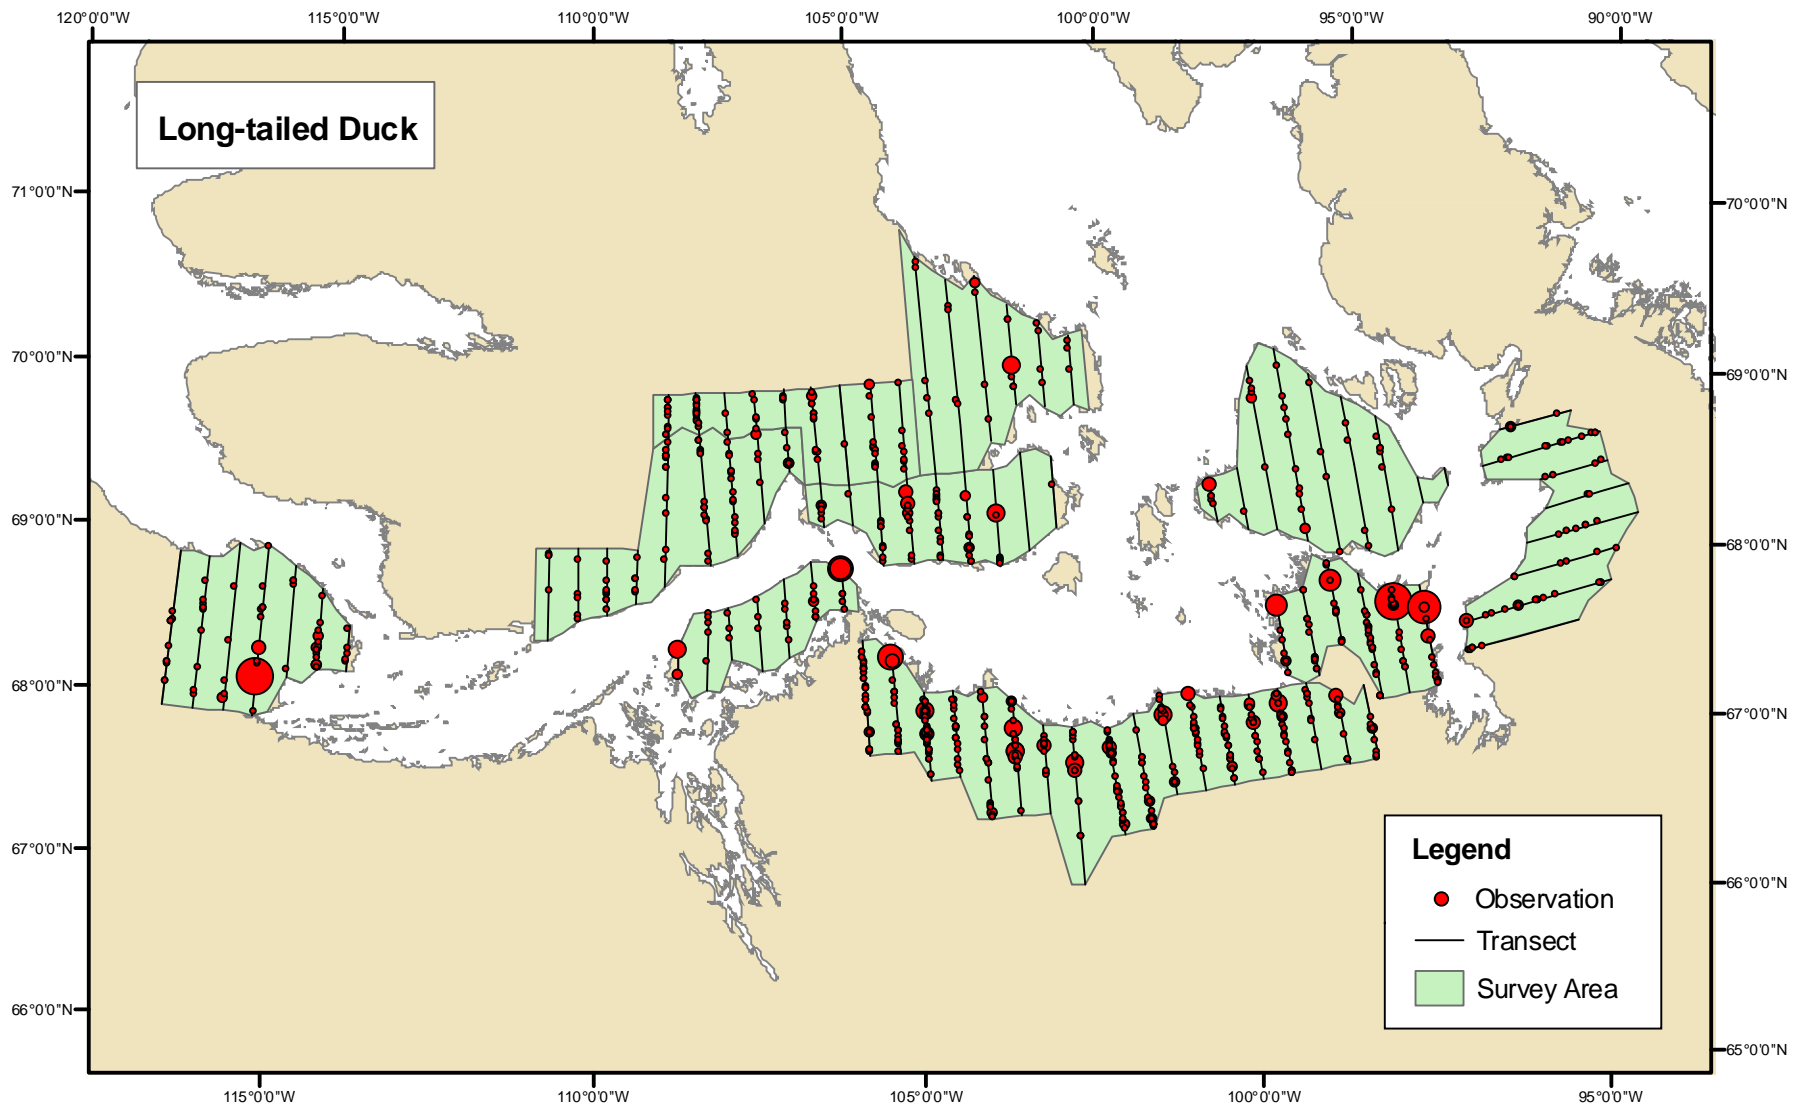 120°0'0"W 115°0'0"W 110°0'0"W 105°0'0"W 100°0'0"W 95°0'0"W 90°0'0"W
Long-tailed Duck
71°0'0"N
70°0'0"N
70°0'0"N
69°0'0"N
69°0'0"N
68°0'0"N
68°0'0"N
67°0'0"N
67°0'0"N
66°0'0"N
66°0'0"N
65°0'0"N
Legend
Observation
Transect
Survey Area
115°0'0"W 110°0'0"W 105°0'0"W 100°0'0"W 95°0'0"W